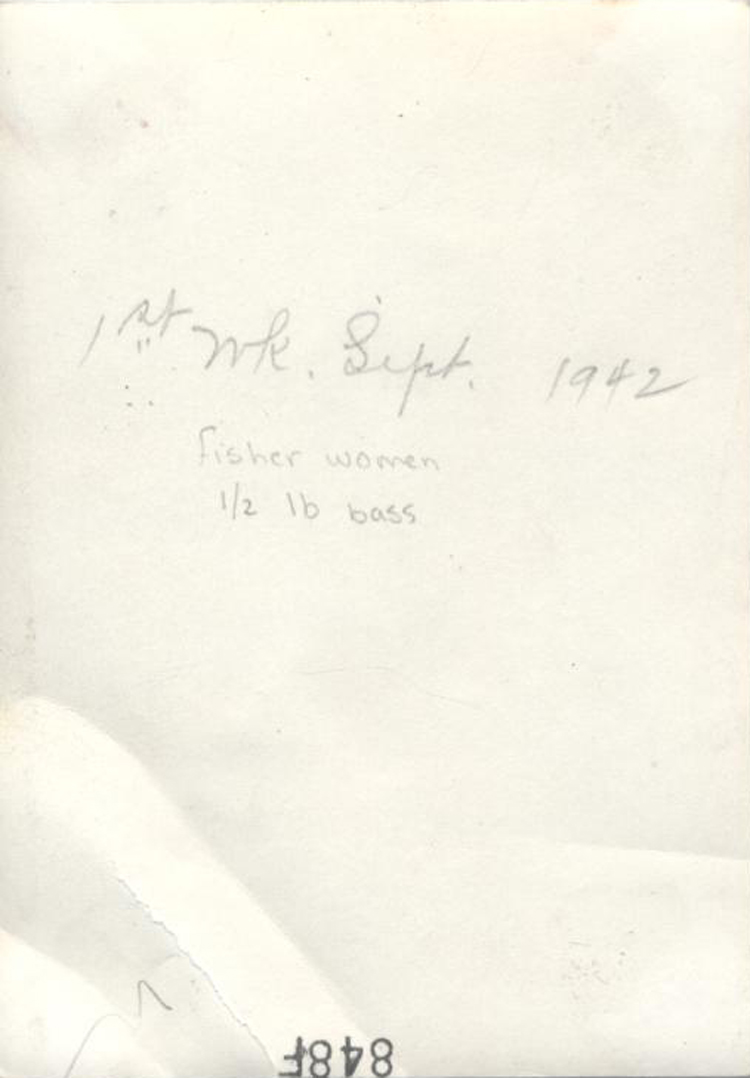 1st Wk. Sept. 1942
fisher women
1/2 lb bass
848F